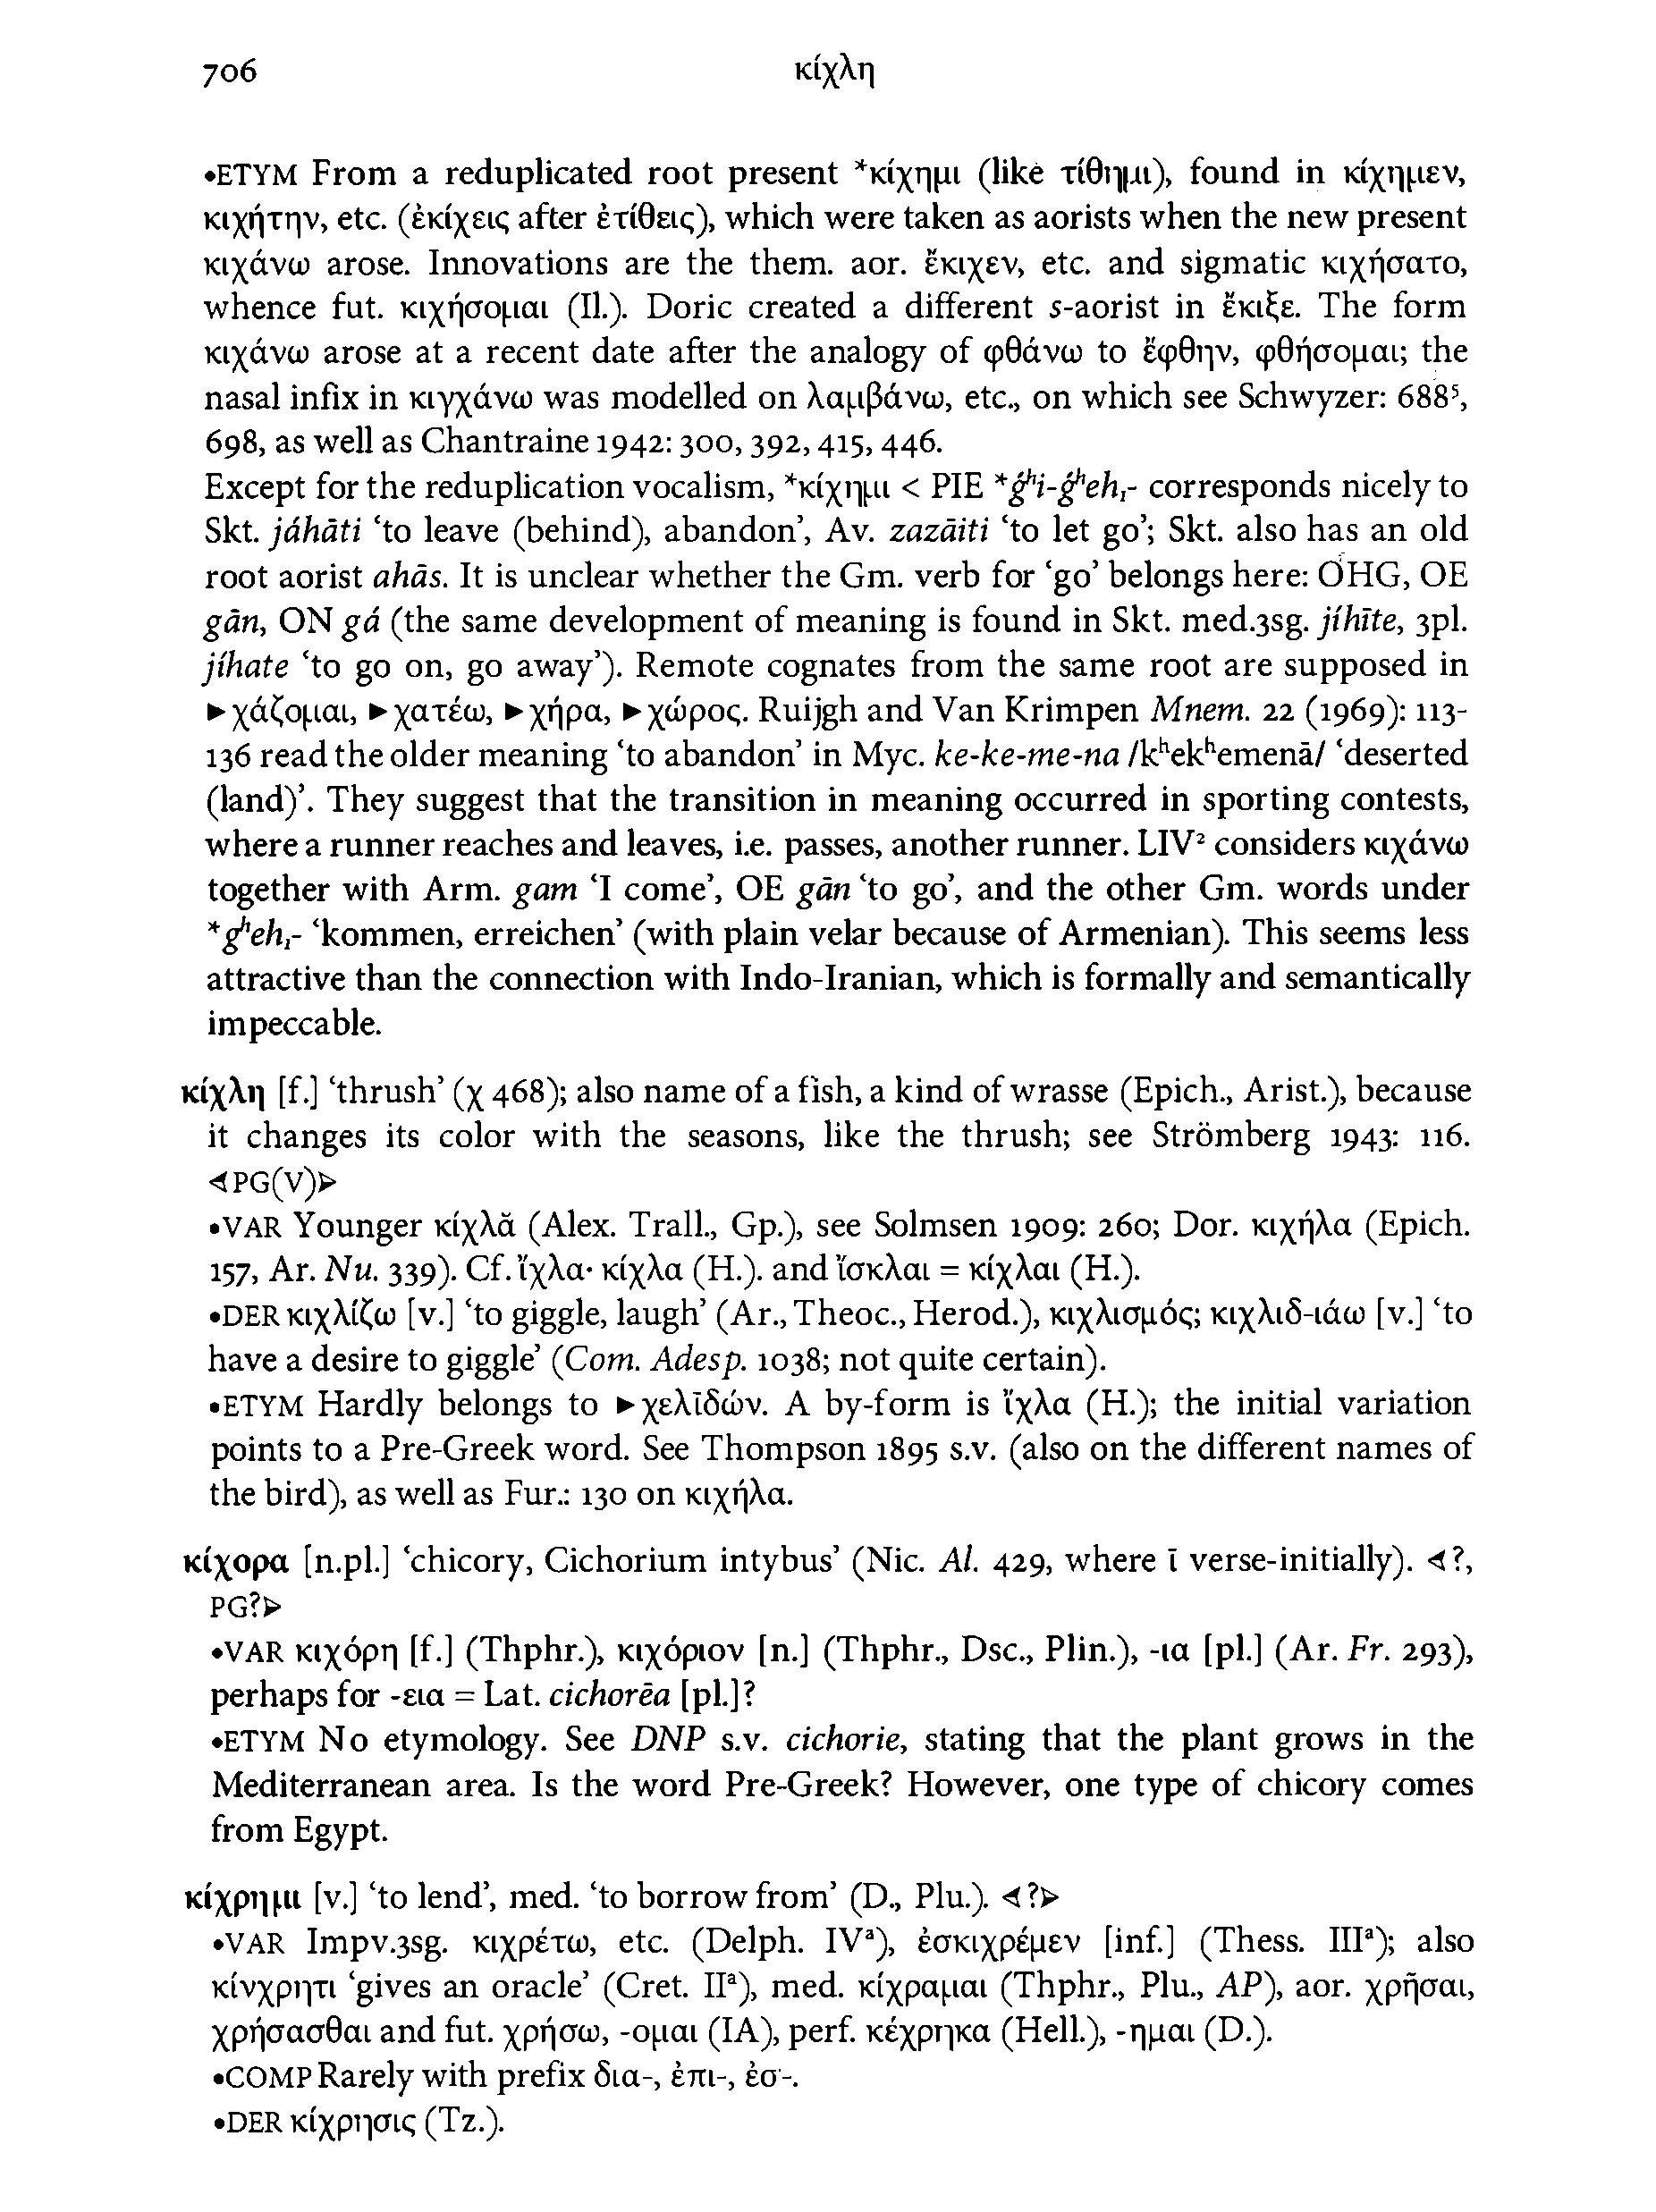 706 κίχλη
•ETYM From a reduplicated root present *κίχημι (like τίθημι), found in κίχημεν,
κιχήτην, etc. (ἐκίχεις after ἐτίθεις), which were taken as aorists when the new present
κιχάνω arose. Innovations are the them. aor. ἔκιχεν, etc. and sigmatic κιχήσατο,
whence fut. κιχήσομαι (Il.). Doric created a different s-aorist in ἔκιξε. The form
κιχάνω arose at a recent date after the analogy of φθάνω to ἔφθην, φθήσομαι; the
nasal infix in κιγχάνω was modelled on λαμβάνω, etc., on which see Schwyzer: 688⁵,
698, as well as Chantraine 1942: 300, 392, 415, 446.
Except for the reduplication vocalism, *κίχημι < PIE *ǵʰi-ǵʰeh₁- corresponds nicely to
Skt. jáhāti ‘to leave (behind), abandon’, Av. zazāiti ‘to let go’; Skt. also has an old
root aorist ahās. It is unclear whether the Gm. verb for ‘go’ belongs here: OHG, OE
gān, ON gá (the same development of meaning is found in Skt. med.3sg. jíhīte, 3pl.
jíhate ‘to go on, go away’). Remote cognates from the same root are supposed in
►χάζομαι, ►χατέω, ►χήρα, ►χώρος. Ruijgh and Van Krimpen Mnem. 22 (1969): 113-
136 read the older meaning ‘to abandon’ in Myc. ke-ke-me-na /kʰekʰemenā/ ‘deserted
(land)’. They suggest that the transition in meaning occurred in sporting contests,
where a runner reaches and leaves, i.e. passes, another runner. LIV² considers κιχάνω
together with Arm. gam ‘I come’, OE gān ‘to go’, and the other Gm. words under
*gʰeh₁- ‘kommen, erreichen’ (with plain velar because of Armenian). This seems less
attractive than the connection with Indo-Iranian, which is formally and semantically
impeccable.
κίχλη [f.] ‘thrush’ (χ 468); also name of a fish, a kind of wrasse (Epich., Arist.), because
it changes its color with the seasons, like the thrush; see Strömberg 1943: 116.
⊲PG(V)⊳
•VAR Younger κίχλᾰ (Alex. Trall., Gp.), see Solmsen 1909: 260; Dor. κιχήλα (Epich.
157, Ar. Nu. 339). Cf. ἴχλα· κίχλα (H.). and ἴσκλαι = κίχλαι (H.).
•DER κιχλίζω [v.] ‘to giggle, laugh’ (Ar., Theoc., Herod.), κιχλισμός; κιχλιδ-ιάω [v.] ‘to
have a desire to giggle’ (Com. Adesp. 1038; not quite certain).
•ETYM Hardly belongs to ►χελῑδών. A by-form is ἴχλα (H.); the initial variation
points to a Pre-Greek word. See Thompson 1895 s.v. (also on the different names of
the bird), as well as Fur.: 130 on κιχήλα.
κίχορα [n.pl.] ‘chicory, Cichorium intybus’ (Nic. Al. 429, where ῑ verse-initially). ⊲?,
PG?⊳
•VAR κιχόρη [f.] (Thphr.), κιχόριον [n.] (Thphr., Dsc., Plin.), -ια [pl.] (Ar. Fr. 293),
perhaps for -εια = Lat. cichorēa [pl.]?
•ETYM No etymology. See DNP s.v. cichorie, stating that the plant grows in the
Mediterranean area. Is the word Pre-Greek? However, one type of chicory comes
from Egypt.
κίχρημι [v.] ‘to lend’, med. ‘to borrow from’ (D., Plu.). ⊲?⊳
•VAR Impv.3sg. κιχρέτω, etc. (Delph. IVᵃ), ἐσκιχρέμεν [inf.] (Thess. IIIᵃ); also
κίνχρητι ‘gives an oracle’ (Cret. IIᵃ), med. κίχραμαι (Thphr., Plu., AP), aor. χρῆσαι,
χρήσασθαι and fut. χρήσω, -ομαι (IA), perf. κέχρηκα (Hell.), -ημαι (D.).
•COMP Rarely with prefix δια-, ἐπι-, ἐσ-.
•DER κίχρησις (Tz.).